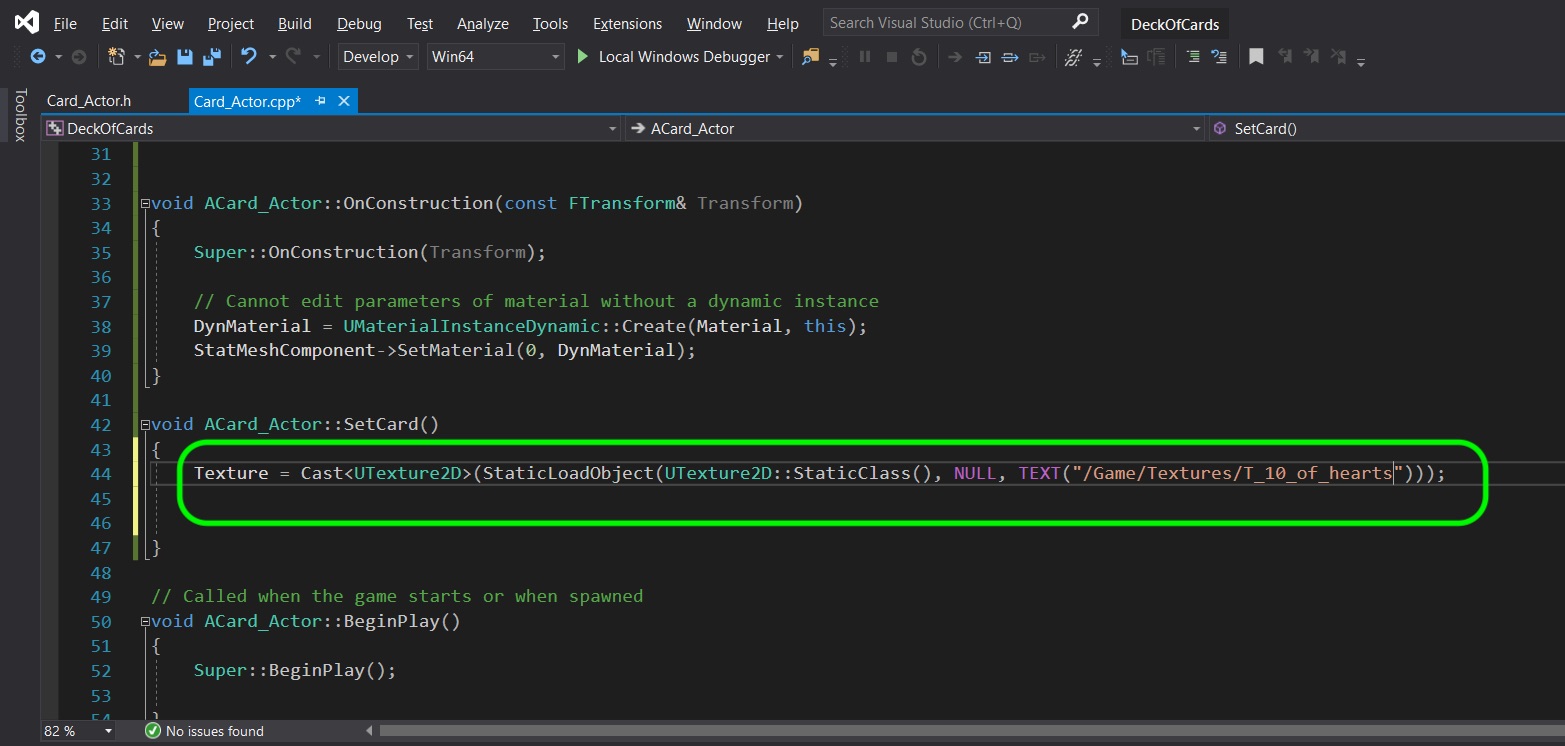 File Edit View Project Build Debug Test Analyze Tools Extensions Window Help Search Visual Studio (Ctrl+Q) DeckOfCards
Develop Win64 Local Windows Debugger
Toolbox
Card_Actor.h Card_Actor.cpp*
DeckOfCards ACard_Actor SetCard()
31
32
33 void ACard_Actor::OnConstruction(const FTransform& Transform)
34 {
35 Super::OnConstruction(Transform);
36
37 // Cannot edit parameters of material without a dynamic instance
38 DynMaterial = UMaterialInstanceDynamic::Create(Material, this);
39 StatMeshComponent->SetMaterial(0, DynMaterial);
40 }
41
42 void ACard_Actor::SetCard()
43 {
44 Texture = Cast<UTexture2D>(StaticLoadObject(UTexture2D::StaticClass(), NULL, TEXT("/Game/Textures/T_10_of_hearts")));
45
46
47 }
48
49 // Called when the game starts or when spawned
50 void ACard_Actor::BeginPlay()
51 {
52 Super::BeginPlay();
53
54 }
82 % No issues found